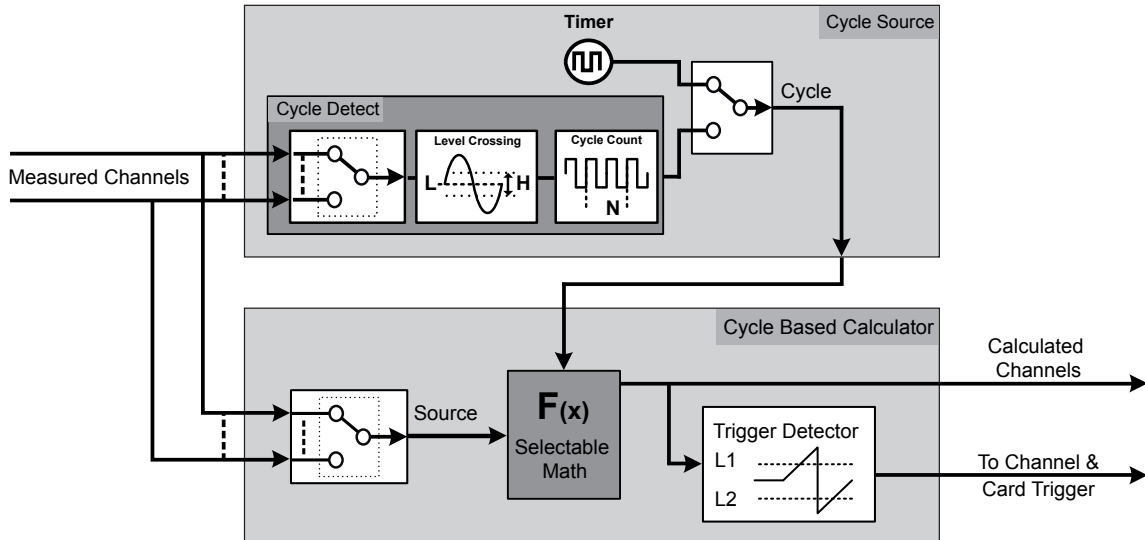 Timer
Cycle Source
Cycle
Cycle Detect
Level Crossing
L
H
Cycle Count
N
Measured Channels
Cycle Based Calculator
Source
F(x)
Selectable
Math
Trigger Detector
L1
L2
Calculated
Channels
To Channel &
Card Trigger